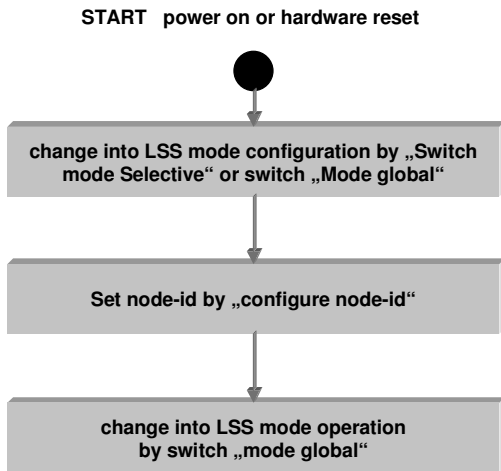 START power on or hardware reset
change into LSS mode configuration by „Switch
mode Selective“ or switch „Mode global“
Set node-id by „configure node-id“
change into LSS mode operation
by switch „mode global“